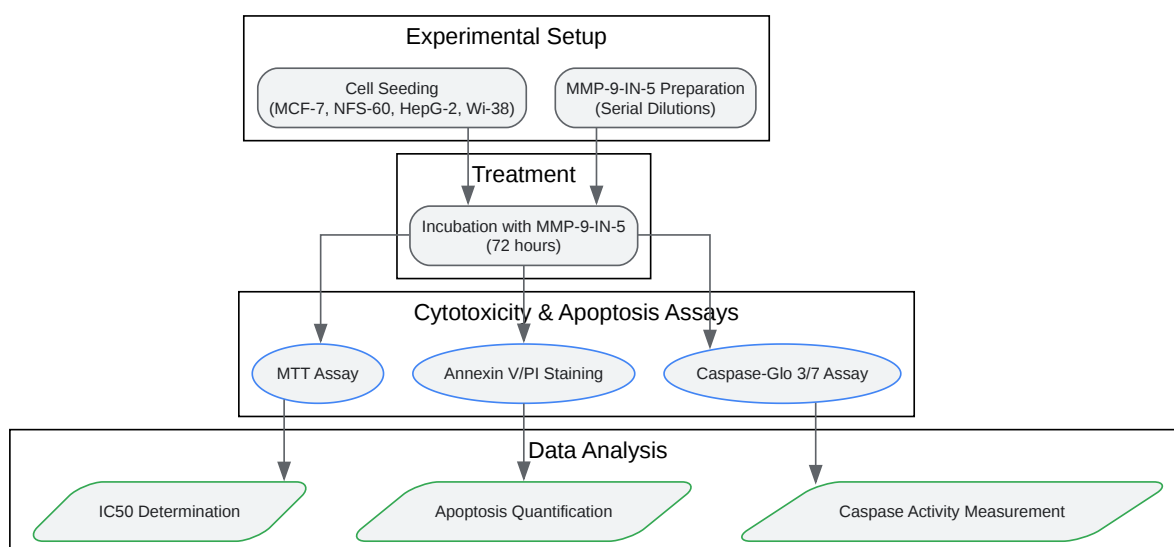 Experimental Setup
Cell Seeding
(MCF-7, NFS-60, HepG-2, Wi-38)
MMP-9-IN-5 Preparation
(Serial Dilutions)
Treatment
Incubation with MMP-9-IN-5
(72 hours)
Cytotoxicity & Apoptosis Assays
MTT Assay
Annexin V/PI Staining
Caspase-Glo 3/7 Assay
Data Analysis
IC50 Determination
Apoptosis Quantification
Caspase Activity Measurement